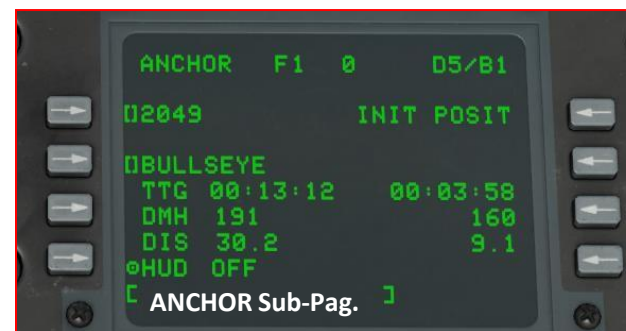 ANCHOR F1 0 D5/B1
[]2049 INIT POSIT
[]BULLSEYE
TTG 00:13:12 00:03:58
DMH 191 160
DIS 30.2 9.1
⊙HUD OFF
[ ANCHOR Sub-Pag. ]